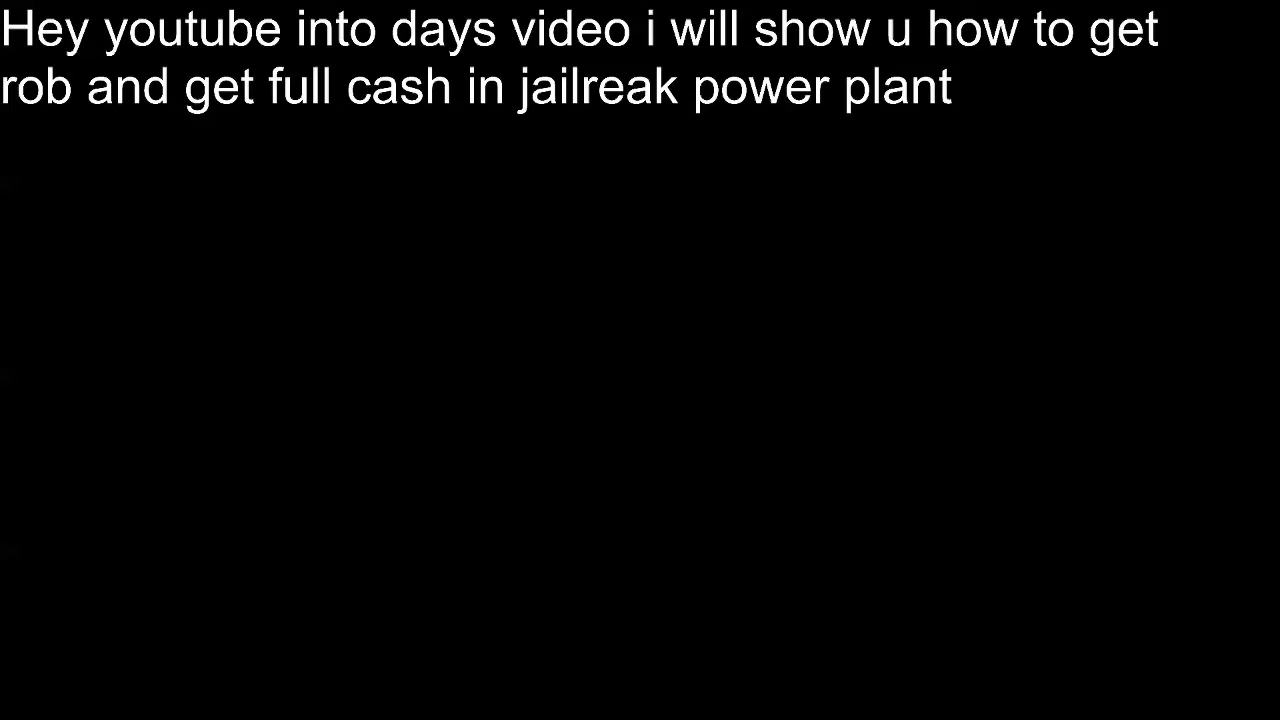 Hey youtube into days video i will show u how to get
rob and get full cash in jailreak power plant